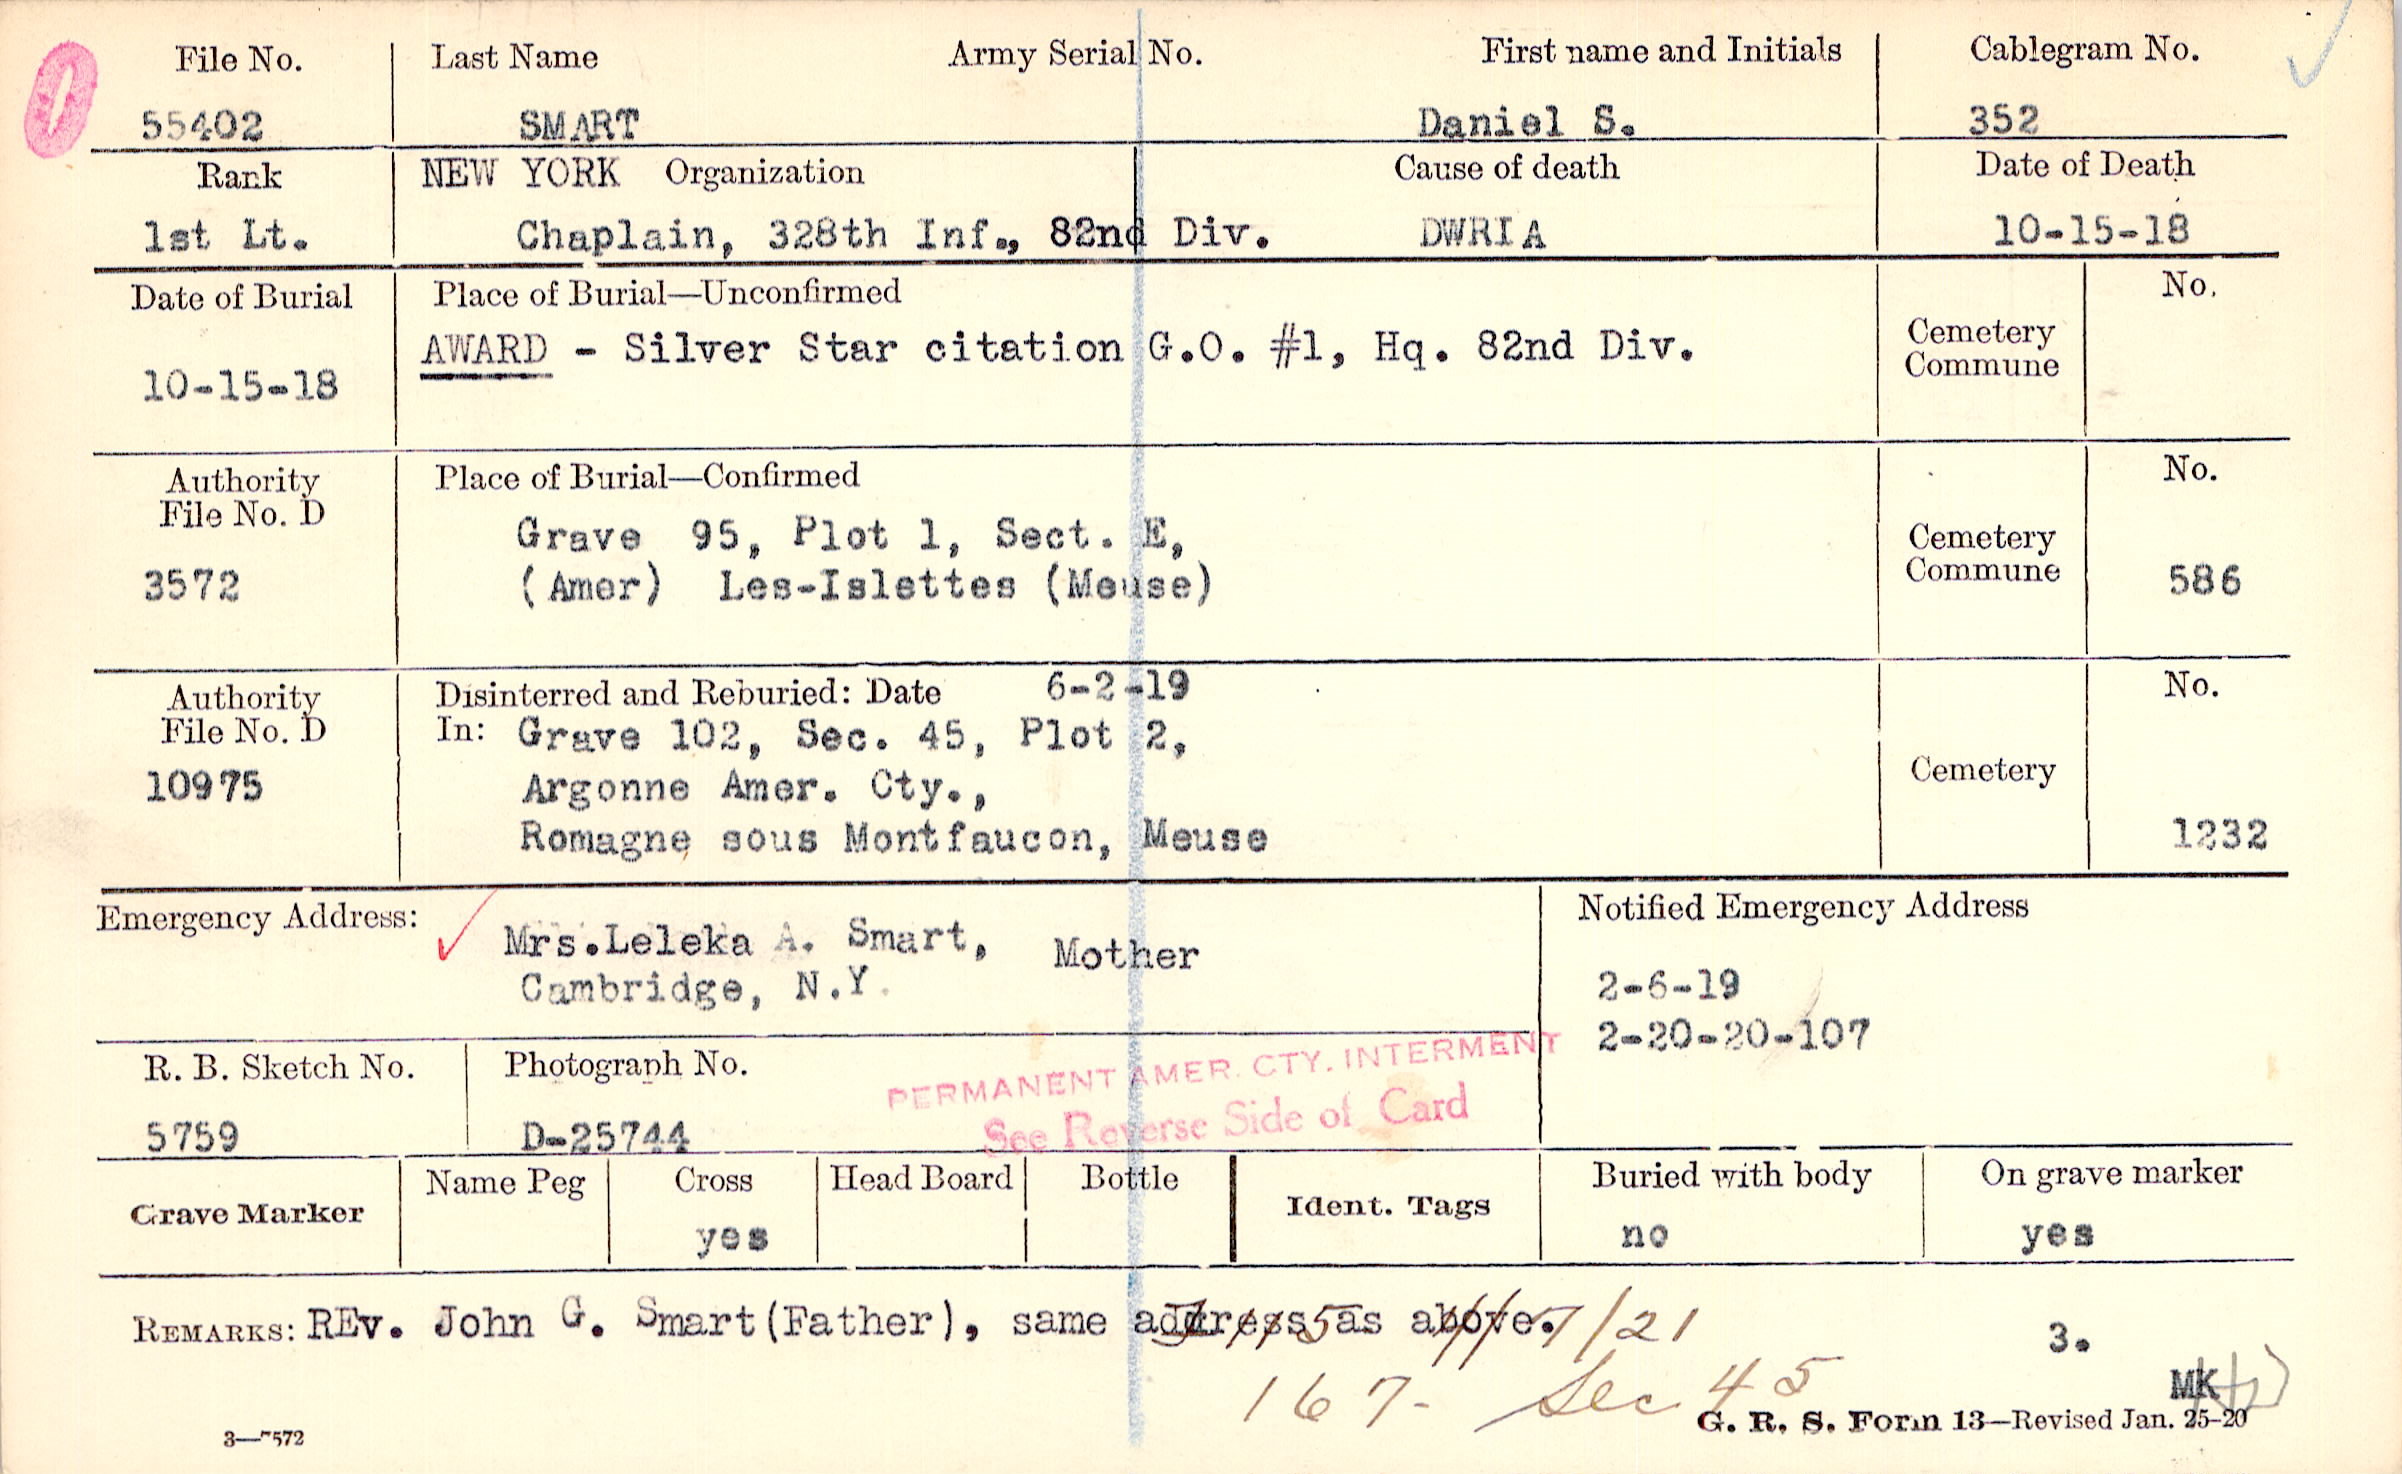 File No. Last Name Army Serial No. First name and Initials Cablegram No.
55402 SMART Daniel S. 352
Rank NEW YORK Organization Cause of death Date of Death
1st Lt. Chaplain, 328th Inf., 82nd Div. DWRIA 10-15-18
Date of Burial Place of Burial—Unconfirmed No.
AWARD - Silver Star citation G.O. #1, Hq. 82nd Div. Cemetery
Commune
10-15-18
Authority Place of Burial—Confirmed No.
File No. D
Grave 95, Plot 1, Sect. E, Cemetery
3572 (Amer) Les-Islettes (Meuse) Commune 586
Authority Disinterred and Reburied: Date 6-2-19 No.
File No. D In: Grave 102, Sec. 45, Plot 2,
10975 Argonne Amer. Cty., Cemetery
Romagne sous Montfaucon, Meuse 1232
Emergency Address: Notified Emergency Address
Mrs.Leleka A. Smart, Mother
Cambridge, N.Y. 2-6-19
2-20-20-107
PERMANENT AMER. CTY. INTERMENT
R. B. Sketch No. Photograph No.
See Reverse Side of Card
5759 D-25744
Grave Marker Name Peg Cross Head Board Bottle Ident. Tags Buried with body On grave marker
yes no yes
REMARKS: REv. John G. Smart(Father), same address as above. 3.
7/21
167- Sec 45
MK
G. R. S. Form 13—Revised Jan. 25-20
3—7572